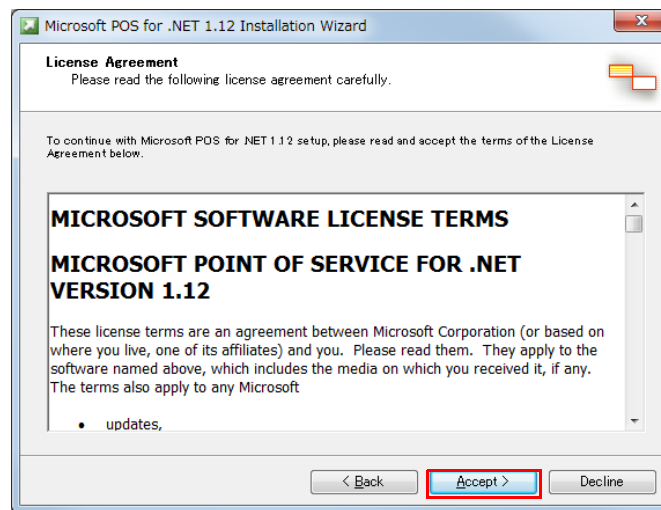 Microsoft POS for .NET 1.12 Installation Wizard
License Agreement
Please read the following license agreement carefully.
To continue with Microsoft POS for .NET 1.12 setup, please read and accept the terms of the License
Agreement below.
MICROSOFT SOFTWARE LICENSE TERMS
MICROSOFT POINT OF SERVICE FOR .NET
VERSION 1.12
These license terms are an agreement between Microsoft Corporation (or based on
where you live, one of its affiliates) and you.  Please read them.  They apply to the
software named above, which includes the media on which you received it, if any.
The terms also apply to any Microsoft
• updates,
< Back
Accept >
Decline